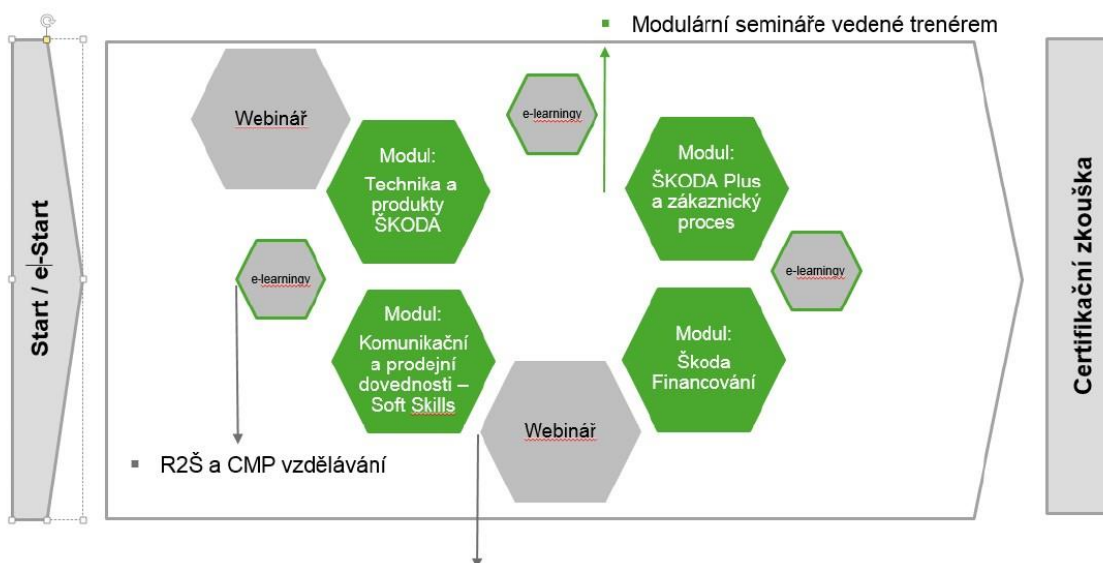 Modulární semináře vedené trenérem
Start / e-Start
Webinář
e-learningy
Modul:
Technika a
produkty
ŠKODA
Modul:
ŠKODA Plus
a zákaznický
proces
e-learningy
e-learningy
Modul:
Komunikační
a prodejní
dovednosti –
Soft Skills
Modul:
Škoda
Financování
Webinář
R2Š a CMP vzdělávání
Certifikační zkouška